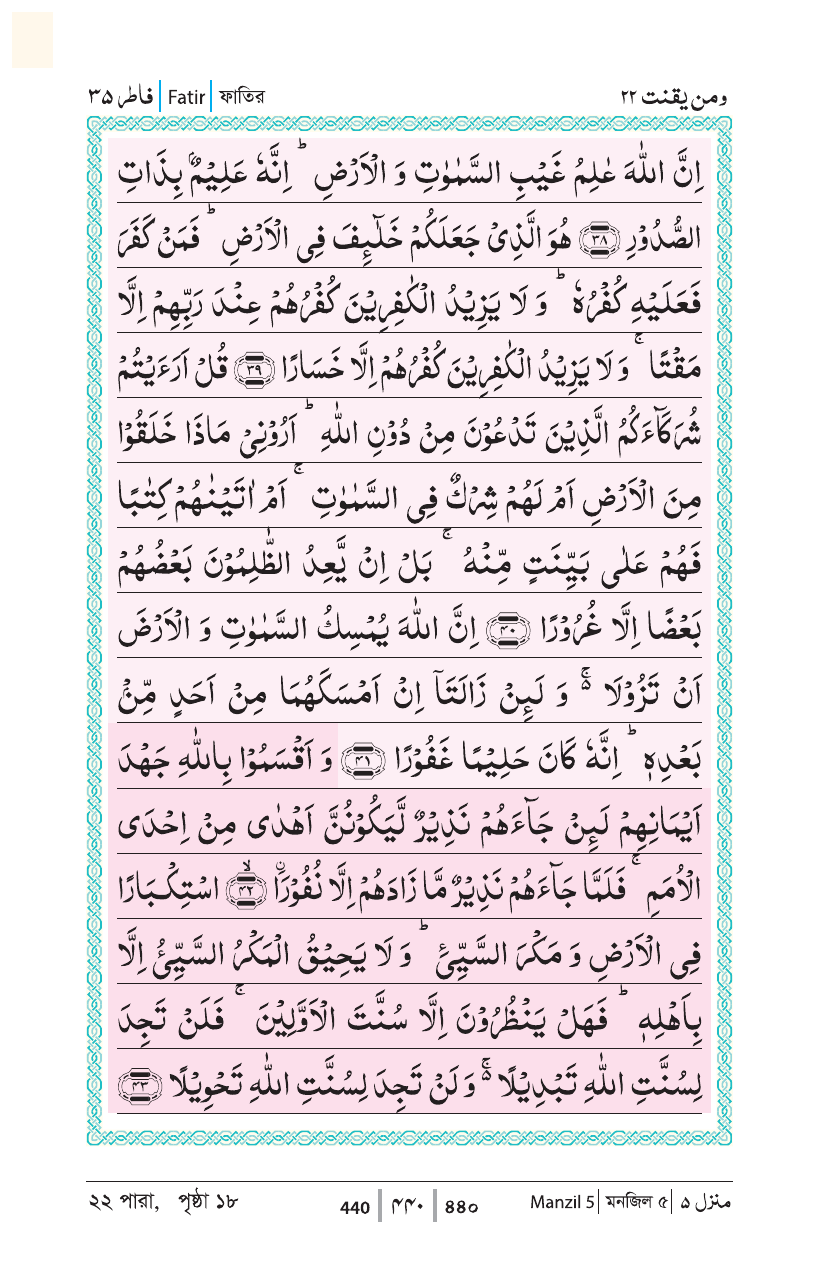 ومن يقنت ٢٢
فاطر ٣٥ | Fatir | ফাতির
اِنَّ اللّٰهَ عٰلِمُ غَيْبِ السَّمٰوٰتِ وَ الْاَرْضِ ؕ اِنَّهٗ عَلِيْمٌۢ بِذَاتِ
الصُّدُوْرِ ﴿٣٨﴾ هُوَ الَّذِیْ جَعَلَكُمْ خَلٰٓئِفَ فِی الْاَرْضِ ؕ فَمَنْ كَفَرَ
فَعَلَيْهِ كُفْرُهٗ ؕ وَ لَا يَزِيْدُ الْكٰفِرِيْنَ كُفْرُهُمْ عِنْدَ رَبِّهِمْ اِلَّا
مَقْتًا ۚ وَ لَا يَزِيْدُ الْكٰفِرِيْنَ كُفْرُهُمْ اِلَّا خَسَارًا ﴿٣٩﴾ قُلْ اَرَءَيْتُمْ
شُرَكَآءَكُمُ الَّذِيْنَ تَدْعُوْنَ مِنْ دُوْنِ اللّٰهِ ؕ اَرُوْنِیْ مَاذَا خَلَقُوْا
مِنَ الْاَرْضِ اَمْ لَهُمْ شِرْكٌ فِی السَّمٰوٰتِ ۚ اَمْ اٰتَيْنٰهُمْ كِتٰبًا
فَهُمْ عَلٰی بَيِّنَتٍ مِّنْهُ ۚ بَلْ اِنْ يَّعِدُ الظّٰلِمُوْنَ بَعْضُهُمْ
بَعْضًا اِلَّا غُرُوْرًا ﴿٤٠﴾ اِنَّ اللّٰهَ يُمْسِكُ السَّمٰوٰتِ وَ الْاَرْضَ
اَنْ تَزُوْلَا ۬ۚ وَ لَئِنْ زَالَتَاۤ اِنْ اَمْسَكَهُمَا مِنْ اَحَدٍ مِّنْۢ
بَعْدِهٖ ؕ اِنَّهٗ كَانَ حَلِيْمًا غَفُوْرًا ﴿٤١﴾ وَ اَقْسَمُوْا بِاللّٰهِ جَهْدَ
اَيْمَانِهِمْ لَئِنْ جَآءَهُمْ نَذِيْرٌ لَّيَكُوْنُنَّ اَهْدٰی مِنْ اِحْدَی
الْاُمَمِ ۚ فَلَمَّا جَآءَهُمْ نَذِيْرٌ مَّا زَادَهُمْ اِلَّا نُفُوْرَاۨ ﴿ۙ٤٢﴾ اسْتِكْبَارًا
فِی الْاَرْضِ وَ مَكْرَ السَّيِّئِ ؕ وَ لَا يَحِيْقُ الْمَكْرُ السَّيِّئُ اِلَّا
بِاَهْلِهٖ ؕ فَهَلْ يَنْظُرُوْنَ اِلَّا سُنَّتَ الْاَوَّلِيْنَ ۚ فَلَنْ تَجِدَ
لِسُنَّتِ اللّٰهِ تَبْدِيْلًا ۬ۚ وَ لَنْ تَجِدَ لِسُنَّتِ اللّٰهِ تَحْوِيْلًا ﴿٤٣﴾
২২ পারা, পৃষ্ঠা ১৮
440 | ۴۴۰ | ৪৪০
Manzil 5 | মনজিল ৫ | منزل ۵